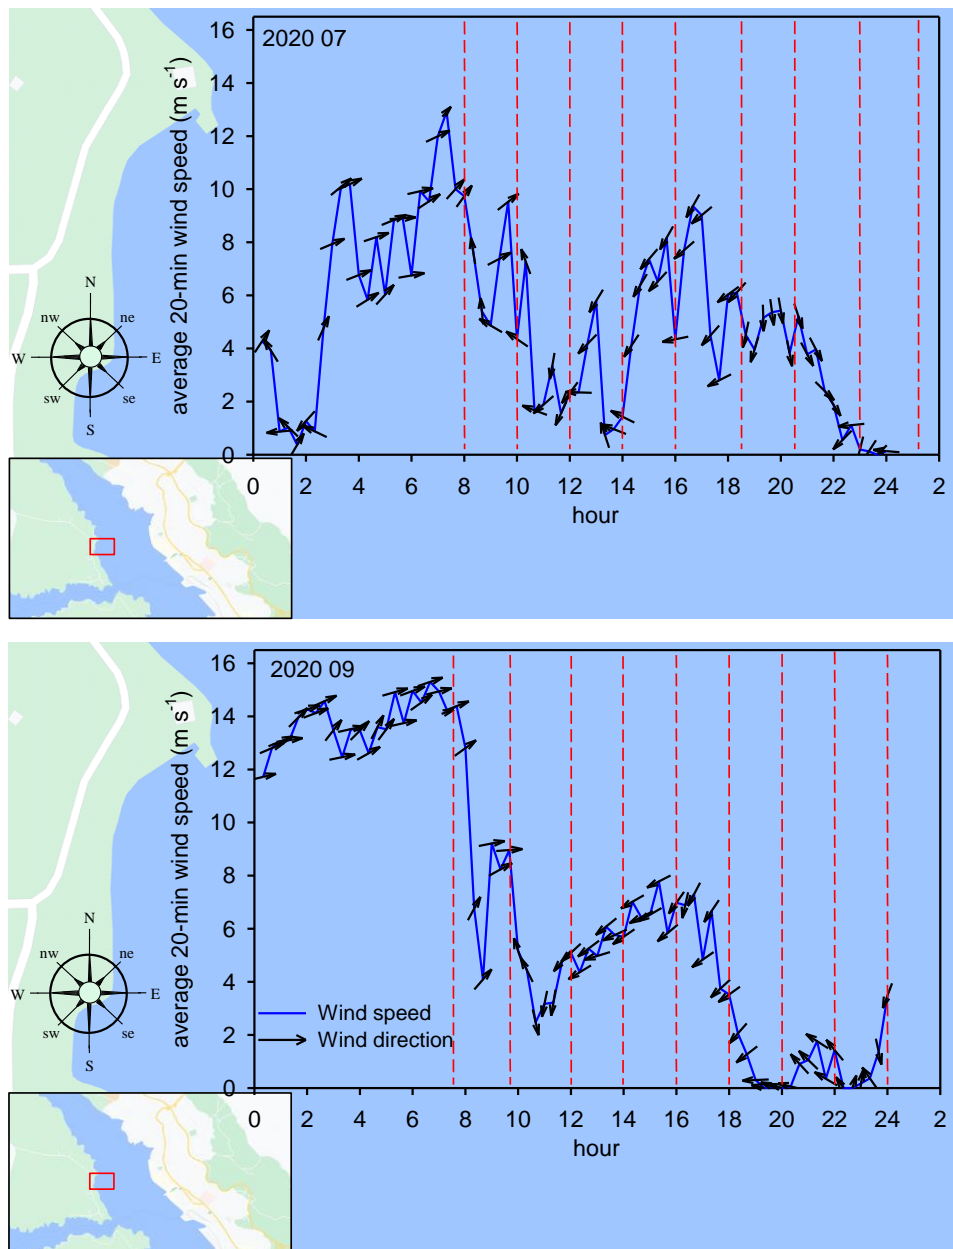 2020 07
average 20-min wind speed (m s⁻¹)
16
14
12
10
8
6
4
2
0
0 2 4 6 8 10 12 14 16 18 20 22 24 2
hour
N
nw ne
W E
sw se
S
2020 09
average 20-min wind speed (m s⁻¹)
16
14
12
10
8
6
4
2
0
Wind speed
Wind direction
0 2 4 6 8 10 12 14 16 18 20 22 24 2
hour
N
nw ne
W E
sw se
S